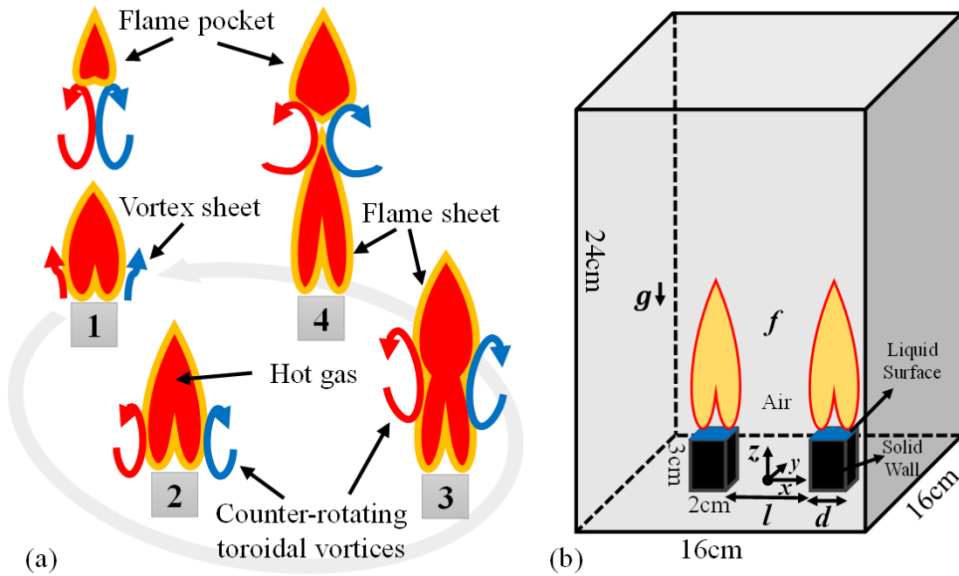 Flame pocket
Vortex sheet
Flame sheet
1
4
Hot gas
2
3
Counter-rotating
toroidal vortices
(a)
24cm
g
f
Air
Liquid
Surface
z
y
x
3cm
Solid
Wall
2cm
l
d
16cm
16cm
(b)